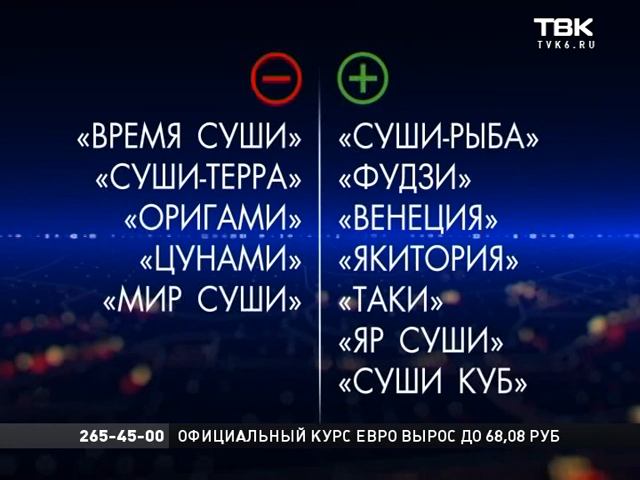 ТВК
TVK6.RU
«ВРЕМЯ СУШИ»
«СУШИ-ТЕРРА»
«ОРИГАМИ»
«ЦУНАМИ»
«МИР СУШИ»
«СУШИ-РЫБА»
«ФУДЗИ»
«ВЕНЕЦИЯ»
«ЯКИТОРИЯ»
«ТАКИ»
«ЯР СУШИ»
«СУШИ КУБ»
265-45-00 ОФИЦИАЛЬНЫЙ КУРС ЕВРО ВЫРОС ДО 68,08 РУБ